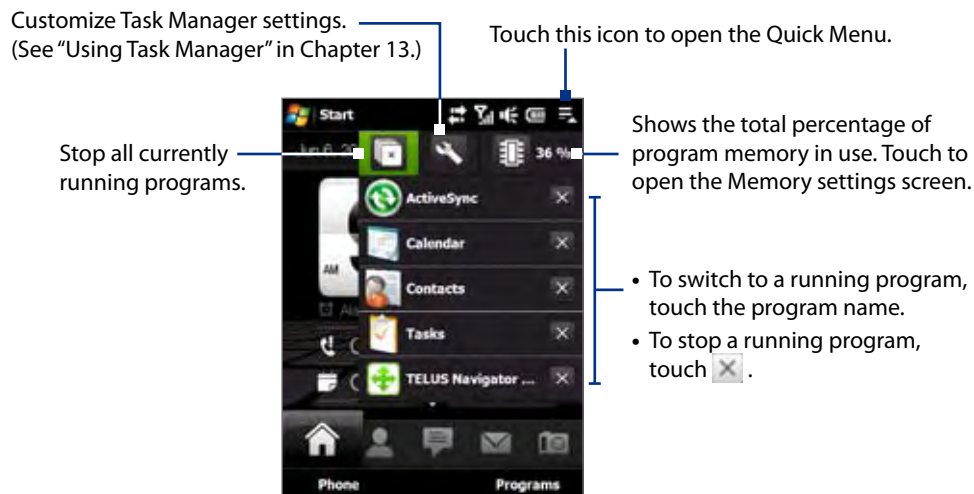 Customize Task Manager settings.
(See “Using Task Manager” in Chapter 13.)
Touch this icon to open the Quick Menu.
Stop all currently
running programs.
Shows the total percentage of
program memory in use. Touch to
open the Memory settings screen.
• To switch to a running program,
touch the program name.
• To stop a running program,
touch .
Start
36 %
ActiveSync
Calendar
AM
Contacts
Tasks
TELUS Navigator ...
Phone
Programs